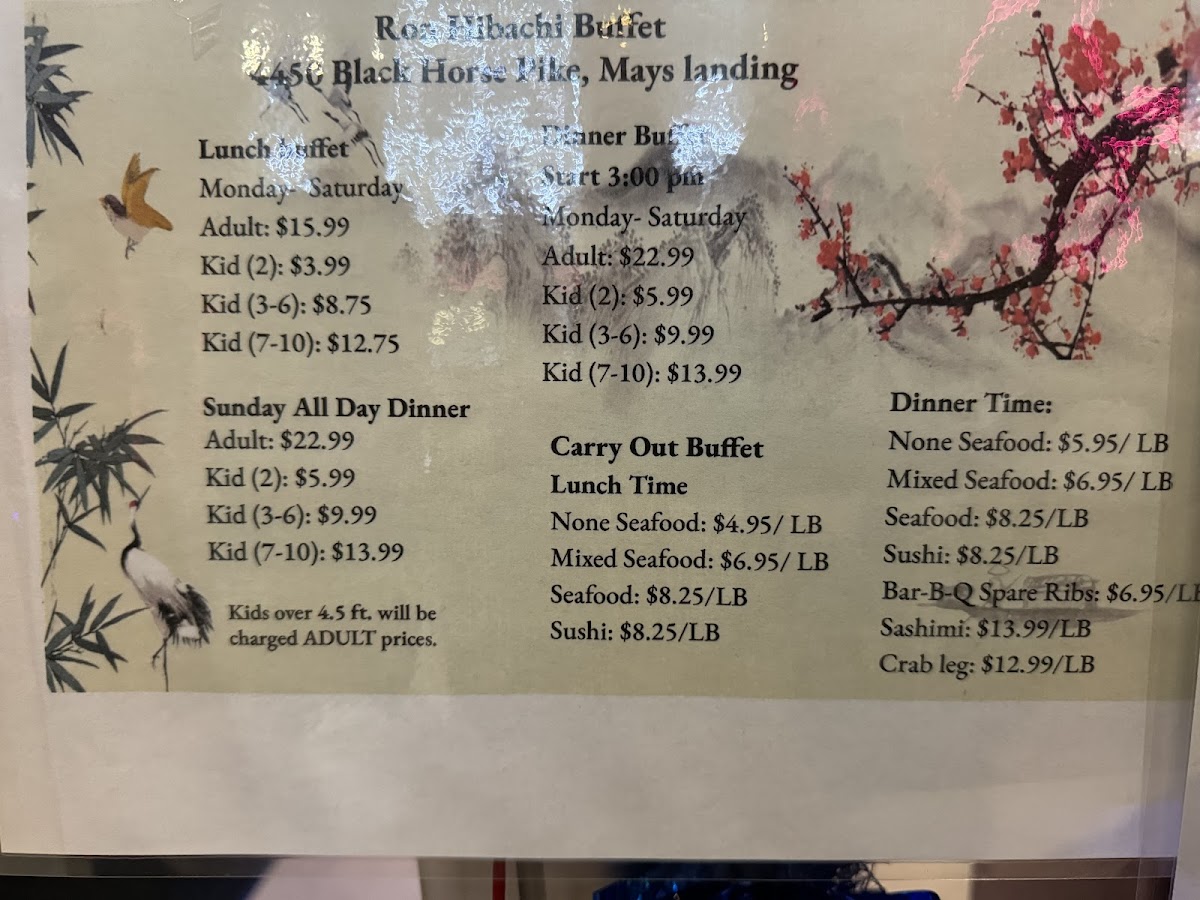 Hibachi Buffet
4450 Black Horse Pike, Mays landing
Lunch Buffet
Monday- Saturday
Adult: $15.99
Kid (2): $3.99
Kid (3-6): $8.75
Kid (7-10): $12.75
Sunday All Day Dinner
Adult: $22.99
Kid (2): $5.99
Kid (3-6): $9.99
Kid (7-10): $13.99
Kids over 4.5 ft. will be
charged ADULT prices.
Dinner Buffet
Start 3:00 pm
Monday- Saturday
Adult: $22.99
Kid (2): $5.99
Kid (3-6): $9.99
Kid (7-10): $13.99
Carry Out Buffet
Lunch Time
None Seafood: $4.95/ LB
Mixed Seafood: $6.95/ LB
Seafood: $8.25/LB
Sushi: $8.25/LB
Dinner Time:
None Seafood: $5.95/ LB
Mixed Seafood: $6.95/ LB
Seafood: $8.25/LB
Sushi: $8.25/LB
Bar-B-Q Spare Ribs: $6.95/LB
Sashimi: $13.99/LB
Crab leg: $12.99/LB